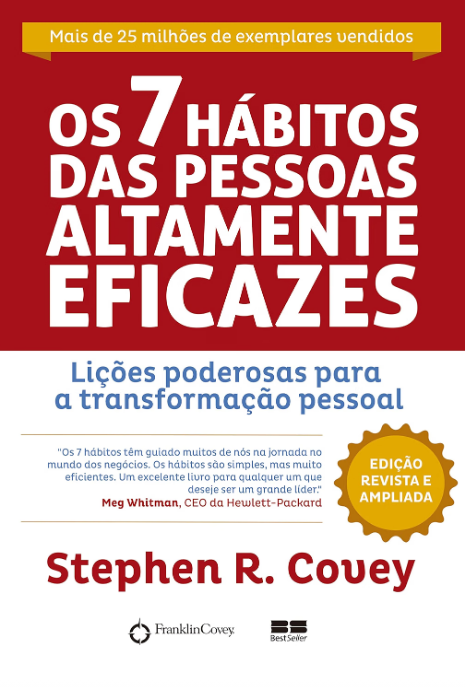 Mais de 25 milhões de exemplares vendidos
OS 7 HÁBITOS
DAS PESSOAS
ALTAMENTE
EFICAZES
Lições poderosas para
a transformação pessoal
"Os 7 hábitos têm guiado muitos de nós na jornada no
mundo dos negócios. Os hábitos são simples, mas muito
eficientes. Um excelente livro para qualquer um que
deseje ser um grande líder."
Meg Whitman, CEO da Hewlett-Packard
EDIÇÃO
REVISTA E
AMPLIADA
Stephen R. Covey
FranklinCovey
BestSeller